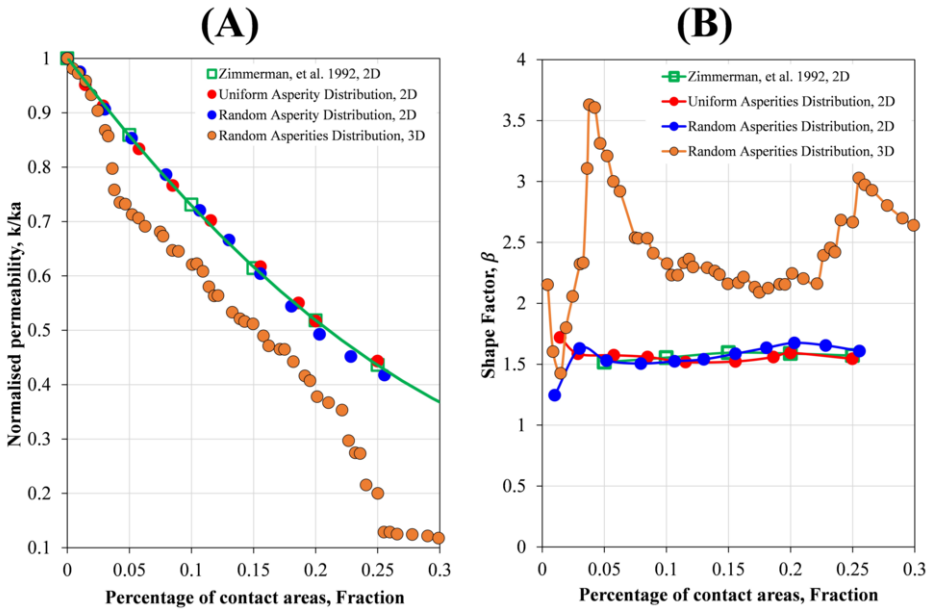 (A)
Normalised permeability, k/ka
1
0.9
0.8
0.7
0.6
0.5
0.4
0.3
0.2
0.1
Zimmerman, et al. 1992, 2D
Uniform Asperity Distribution, 2D
Random Asperity Distribution, 2D
Random Asperities Distribution, 3D
0
0.05
0.1
0.15
0.2
0.25
0.3
Percentage of contact areas, Fraction
(B)
Shape Factor, β
4
3.5
3
2.5
2
1.5
1
0.5
0
Zimmerman, et al. 1992, 2D
Uniform Asperities Distribution, 2D
Random Asperities Distribution, 2D
Random Asperities Distribution, 3D
0
0.05
0.1
0.15
0.2
0.25
0.3
Percentage of contact areas, Fraction